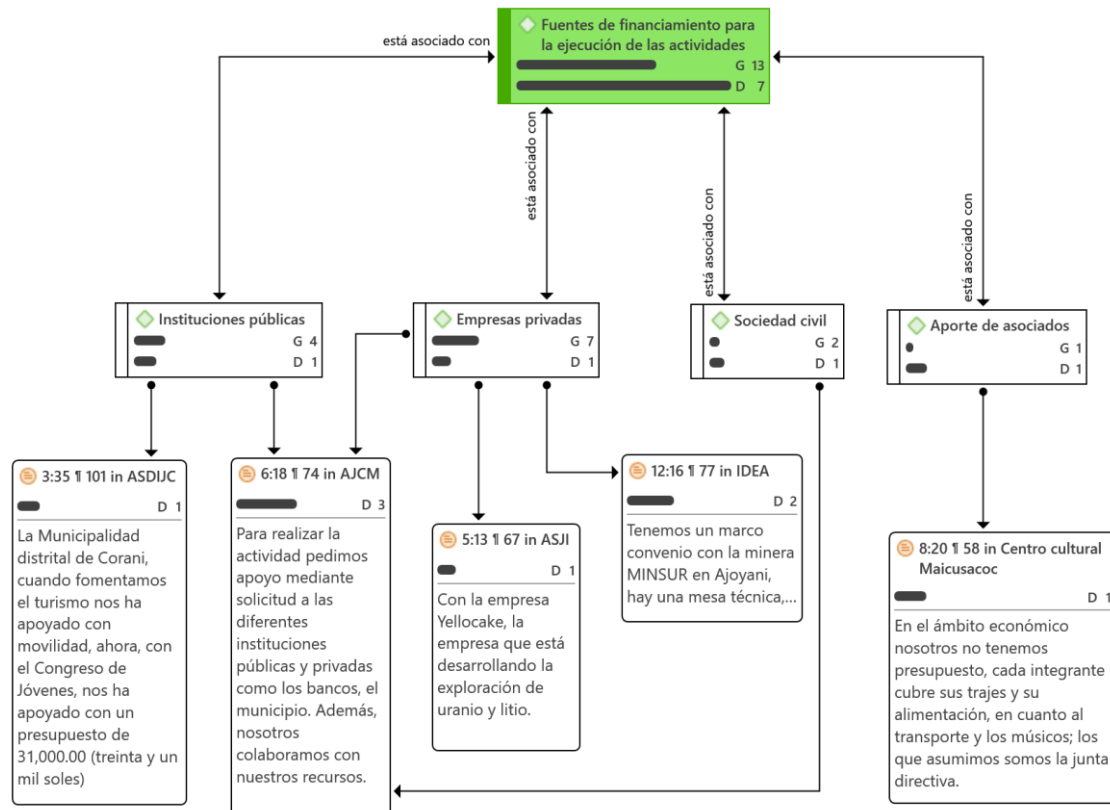 Fuentes de financiamiento para
la ejecución de las actividades
G 13
D 7
está asociado con
está asociado con
está asociado con
está asociado con
Instituciones públicas
G 4
D 1
Empresas privadas
G 7
D 1
Sociedad civil
G 2
D 1
Aporte de asociados
G 1
D 1
3:35 ¶ 101 in ASDIJC
D 1
La Municipalidad
distrital de Corani,
cuando fomentamos
el turismo nos ha
apoyado con
movilidad, ahora, con
el Congreso de
Jóvenes, nos ha
apoyado con un
presupuesto de
31,000.00 (treinta y un
mil soles)
6:18 ¶ 74 in AJCM
D 3
Para realizar la
actividad pedimos
apoyo mediante
solicitud a las
diferentes
instituciones
públicas y privadas
como los bancos, el
municipio. Además,
nosotros
colaboramos con
nuestros recursos.
5:13 ¶ 67 in ASJI
D 1
Con la empresa
Yellocake, la
empresa que está
desarrollando la
exploración de
uranio y litio.
12:16 ¶ 77 in IDEA
D 2
Tenemos un marco
convenio con la minera
MINSUR en Ajoyani,
hay una mesa técnica,...
8:20 ¶ 58 in Centro cultural
Maicusacoc
D 1
En el ámbito económico
nosotros no tenemos
presupuesto, cada integrante
cubre sus trajes y su
alimentación, en cuanto al
transporte y los músicos; los
que asumimos somos la junta
directiva.